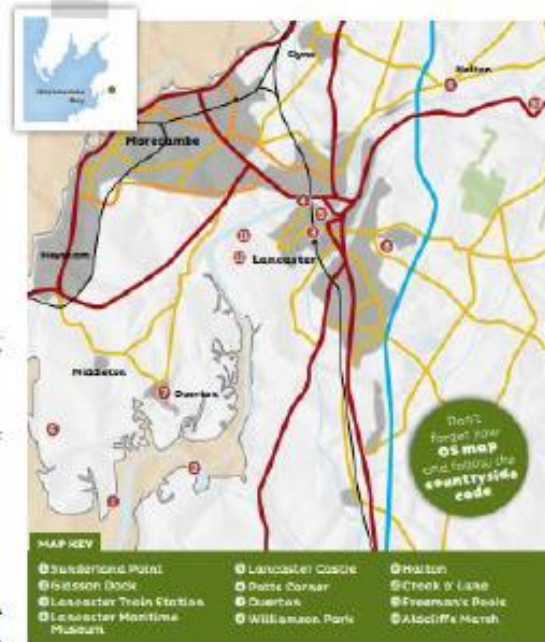 Morecambe
Bay
Halton
Morecambe
Heysham
Lancaster
Middleton
Overton
Don't
forget your
OS map
and follow the
countryside
code
MAP KEY
Sunderland Point
Glasson Dock
Lancaster Train Station
Lancaster Maritime
Museum
Lancaster Castle
Potts Corner
Overton
Williamson Park
Halton
Crook o' Lune
Freeman's Pools
Aldcliffe Marsh